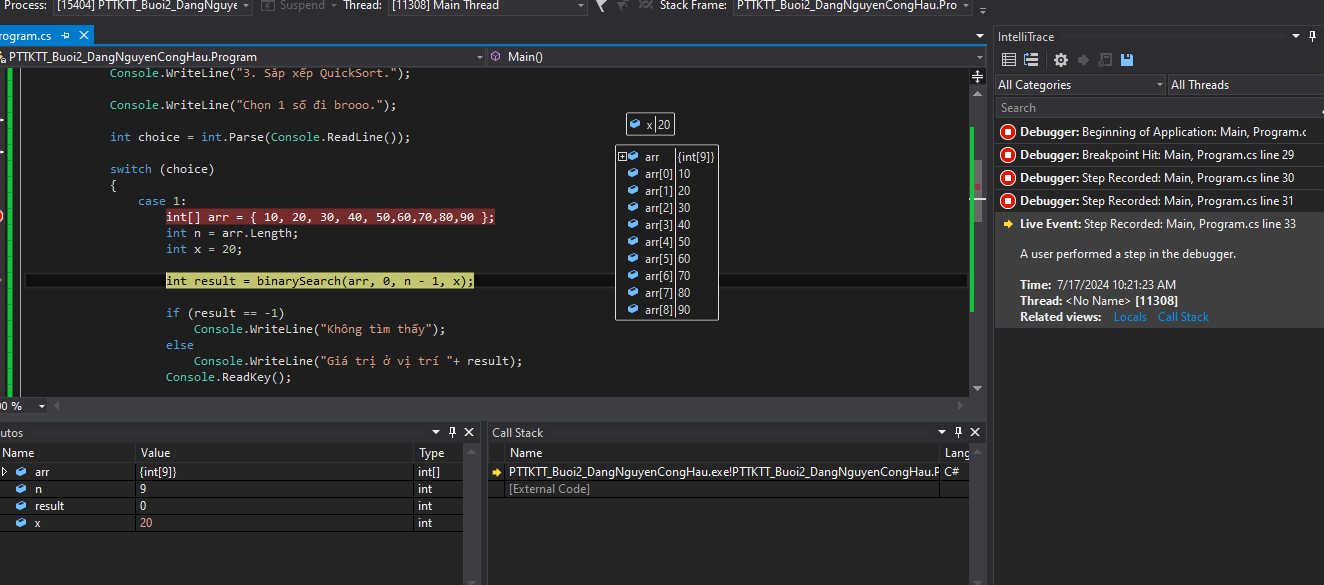 Process: [15404] PTTKTT_Buoi2_DangNguye Suspend Thread: [11308] Main Thread Stack Frame: PTTKTT_Buoi2_DangNguyenCongHau.Pro
rogram.cs
PTTKTT_Buoi2_DangNguyenCongHau.Program Main()
Console.WriteLine("3. Sắp xếp QuickSort.");
Console.WriteLine("Chọn 1 số đi brooo.");
int choice = int.Parse(Console.ReadLine());
switch (choice)
{
case 1:
int[] arr = { 10, 20, 30, 40, 50,60,70,80,90 };
int n = arr.Length;
int x = 20;
int result = binarySearch(arr, 0, n - 1, x);
if (result == -1)
Console.WriteLine("Không tìm thấy");
else
Console.WriteLine("Giá trị ở vị trí "+ result);
Console.ReadKey();
x 20
arr {int[9]}
arr[0] 10
arr[1] 20
arr[2] 30
arr[3] 40
arr[4] 50
arr[5] 60
arr[6] 70
arr[7] 80
arr[8] 90
00 %
IntelliTrace
All Categories All Threads
Search
Debugger: Beginning of Application: Main, Program.c
Debugger: Breakpoint Hit: Main, Program.cs line 29
Debugger: Step Recorded: Main, Program.cs line 30
Debugger: Step Recorded: Main, Program.cs line 31
Live Event: Step Recorded: Main, Program.cs line 33
A user performed a step in the debugger.
Time: 7/17/2024 10:21:23 AM
Thread: <No Name> [11308]
Related views: Locals Call Stack
utos
Name Value Type
arr {int[9]} int[]
n 9 int
result 0 int
x 20 int
Call Stack
Name Lang
PTTKTT_Buoi2_DangNguyenCongHau.exe!PTTKTT_Buoi2_DangNguyenCongHau.P C#
[External Code]